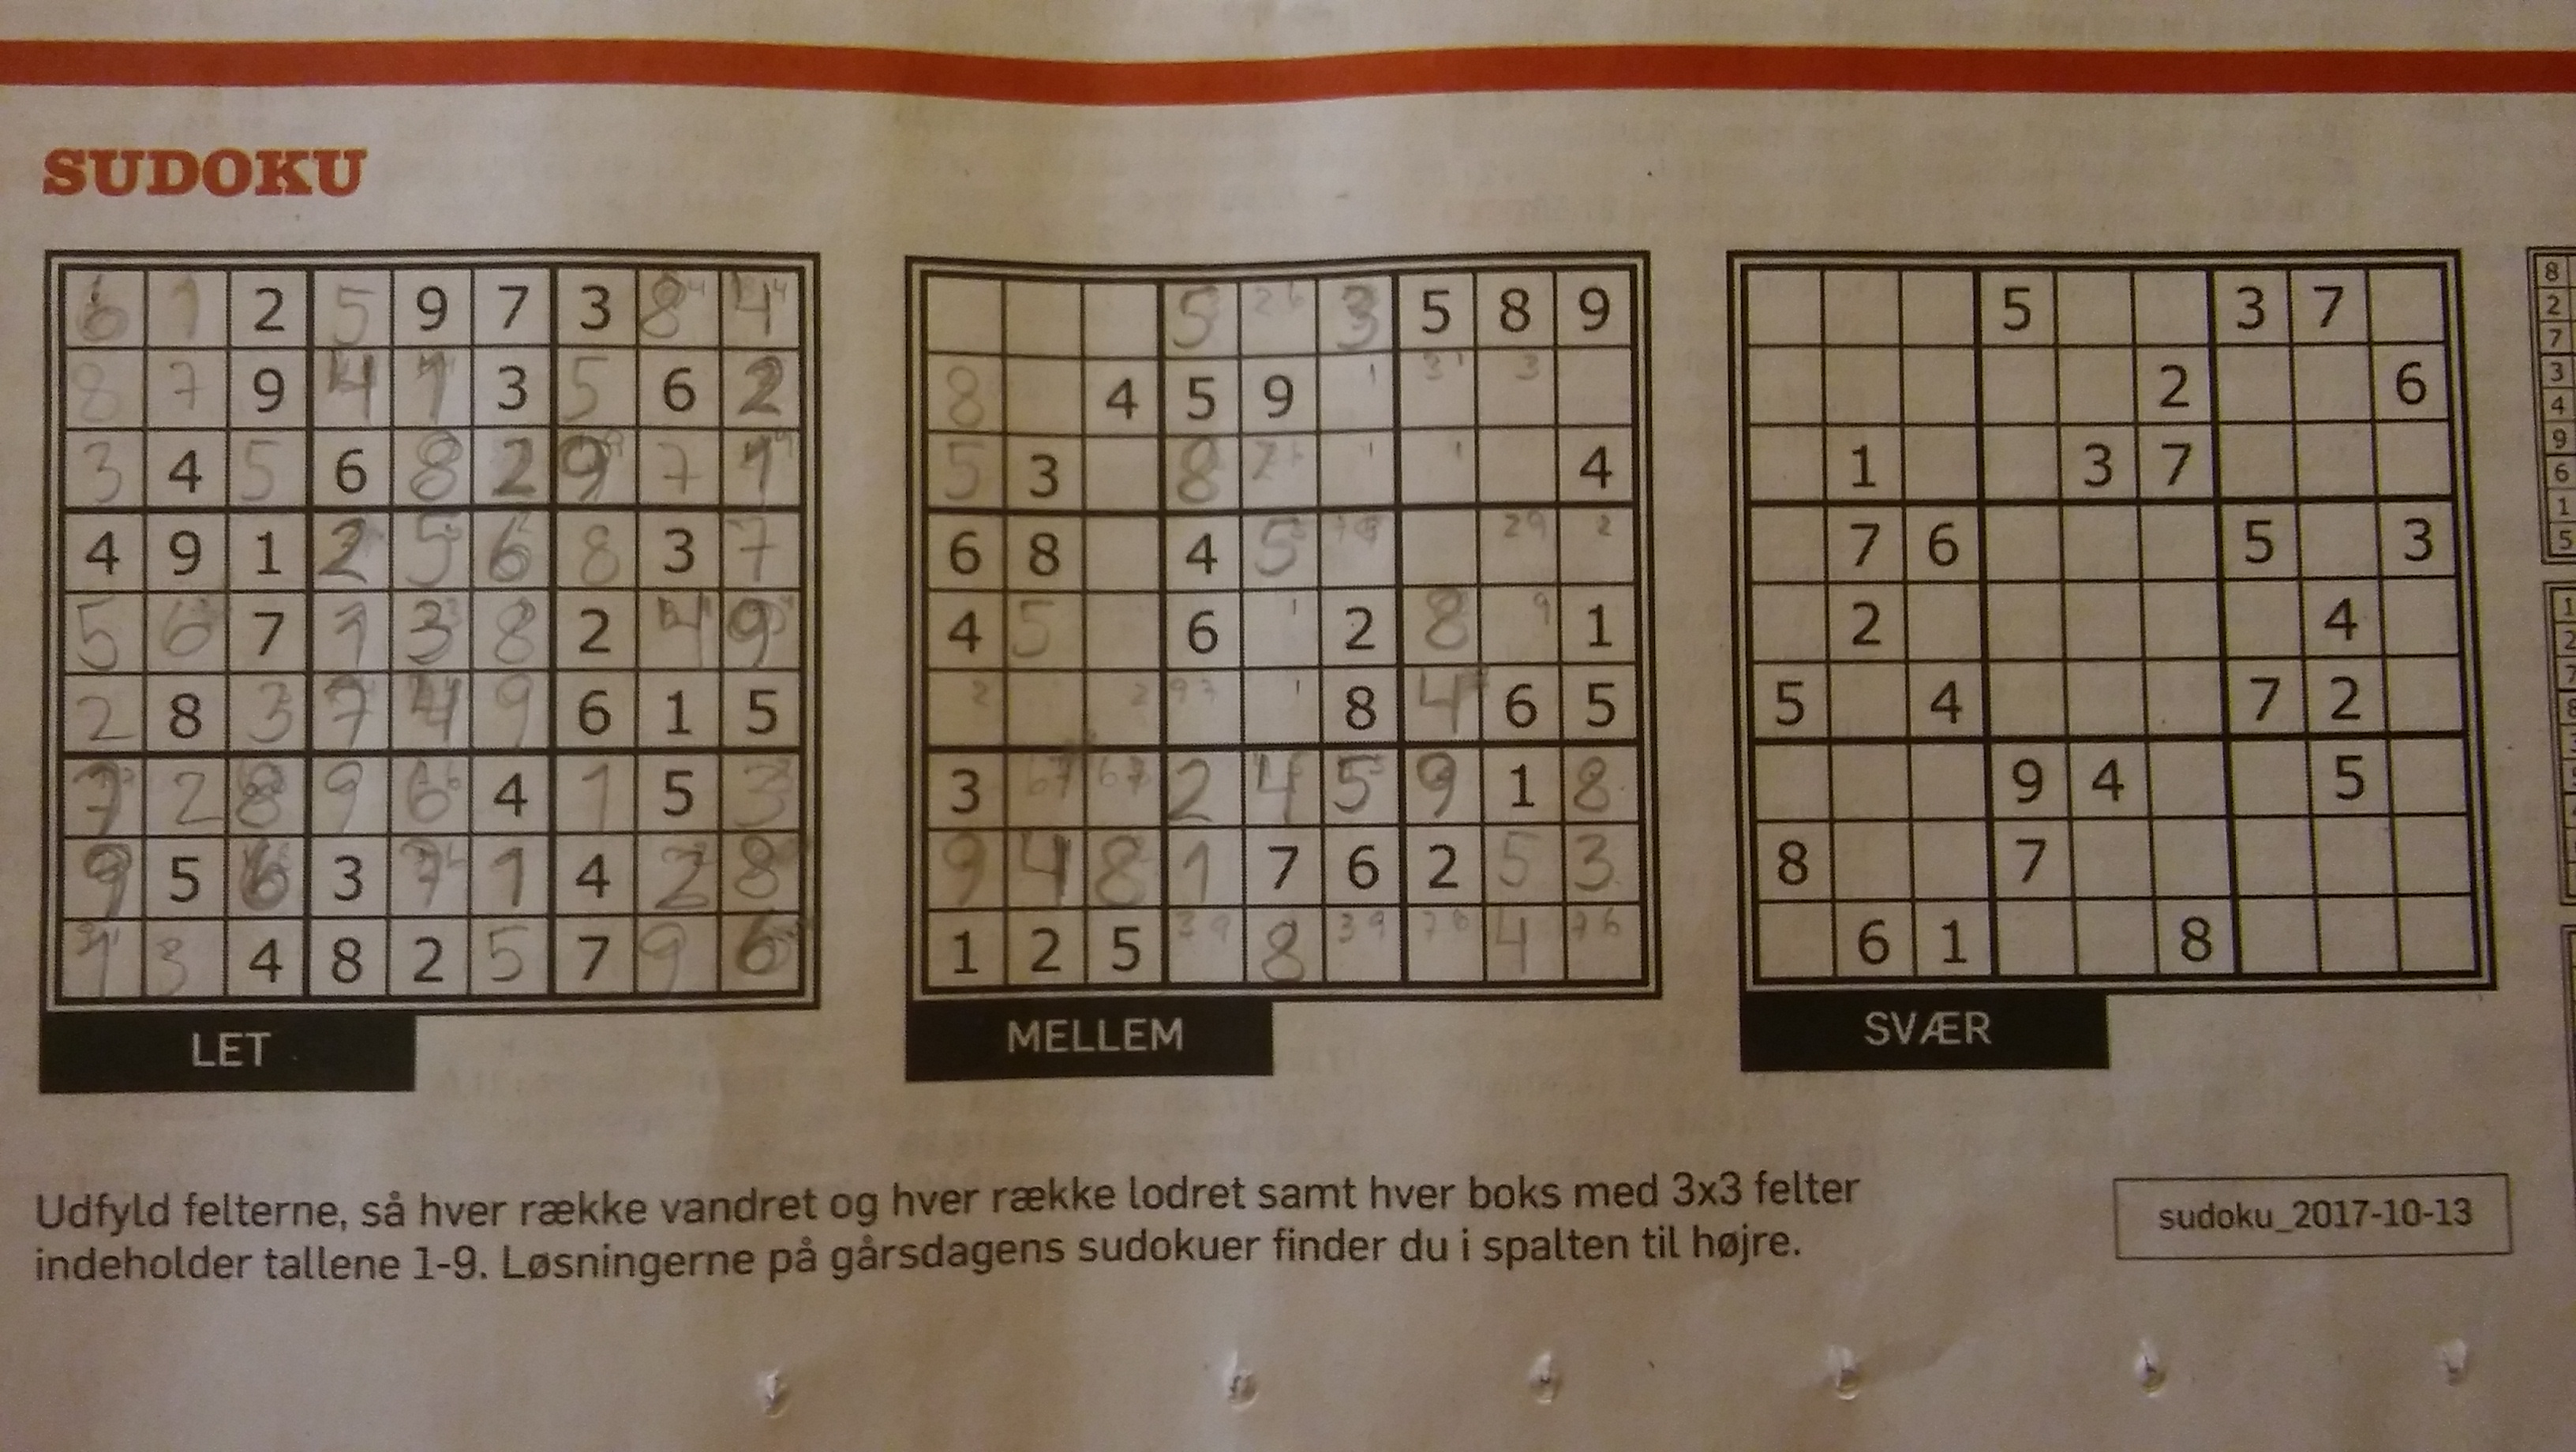 SUDOKU
6 1 2 5 9 7 3 8 4
8 7 9 4 1 3 5 6 2
3 4 5 6 8 2 9 7 1
4 9 1 2 5 6 8 3 7
5 6 7 1 3 8 2 4 9
2 8 3 7 4 9 6 1 5
7 2 8 9 6 4 1 5 3
9 5 6 3 7 1 4 2 8
1 3 4 8 2 5 7 9 6
LET
3 5 8 9
8 4 5 9
5 3 8 4
6 8 4 5
4 5 6 2 8 1
8 4 6 5
3 2 4 5 9 1 8
9 4 8 1 7 6 2 5 3
1 2 5 8 4
MELLEM
5 3 7
2 6
1 3 7
7 6 5 3
2 4
5 4 7 2
9 4 5
8 7
6 1 8
SVÆR
8
2
7
3
4
9
6
1
5
Udfyld felterne, så hver række vandret og hver række lodret samt hver boks med 3x3 felter
indeholder tallene 1-9. Løsningerne på gårsdagens sudokuer finder du i spalten til højre.
sudoku_2017-10-13